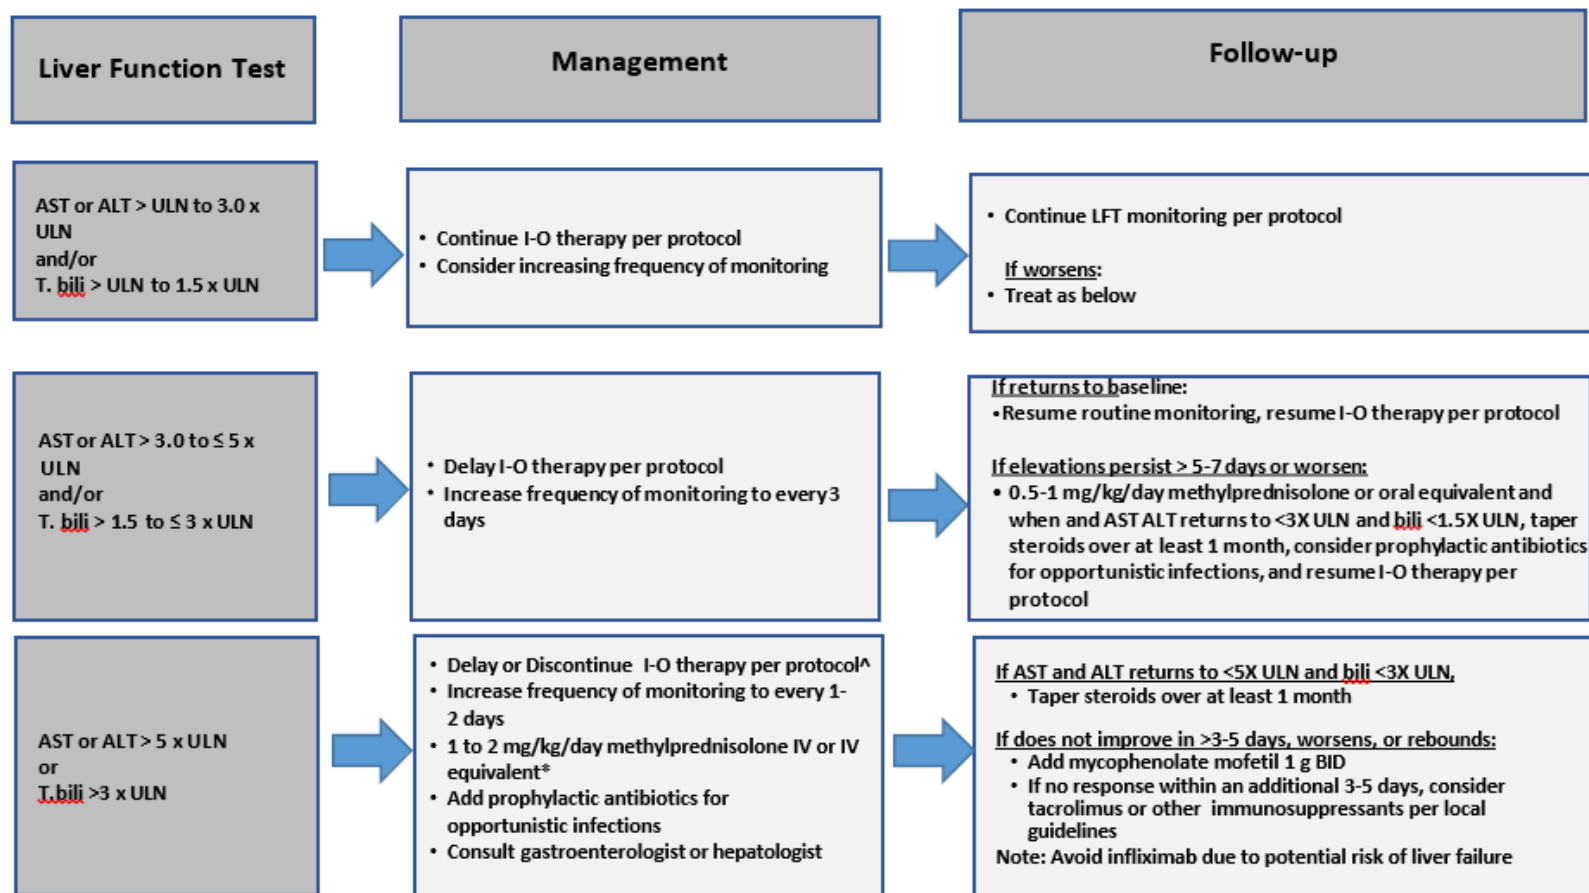 Liver Function Test
Management
Follow-up
AST or ALT > ULN to 3.0 x
ULN
and/or
T. bili > ULN to 1.5 x ULN
• Continue I-O therapy per protocol
• Consider increasing frequency of monitoring
• Continue LFT monitoring per protocol
If worsens:
• Treat as below
AST or ALT > 3.0 to ≤ 5 x
ULN
and/or
T. bili > 1.5 to ≤ 3 x ULN
• Delay I-O therapy per protocol
• Increase frequency of monitoring to every 3
days
If returns to baseline:
•Resume routine monitoring, resume I-O therapy per protocol
If elevations persist > 5-7 days or worsen:
• 0.5-1 mg/kg/day methylprednisolone or oral equivalent and
when and AST ALT returns to <3X ULN and bili <1.5X ULN, taper
steroids over at least 1 month, consider prophylactic antibiotics
for opportunistic infections, and resume I-O therapy per
protocol
AST or ALT > 5 x ULN
or
T.bili >3 x ULN
• Delay or Discontinue I-O therapy per protocol^
• Increase frequency of monitoring to every 1-
2 days
• 1 to 2 mg/kg/day methylprednisolone IV or IV
equivalent*
• Add prophylactic antibiotics for
opportunistic infections
• Consult gastroenterologist or hepatologist
If AST and ALT returns to <5X ULN and bili <3X ULN,
• Taper steroids over at least 1 month
If does not improve in >3-5 days, worsens, or rebounds:
• Add mycophenolate mofetil 1 g BID
• If no response within an additional 3-5 days, consider
tacrolimus or other immunosuppressants per local
guidelines
Note: Avoid infliximab due to potential risk of liver failure